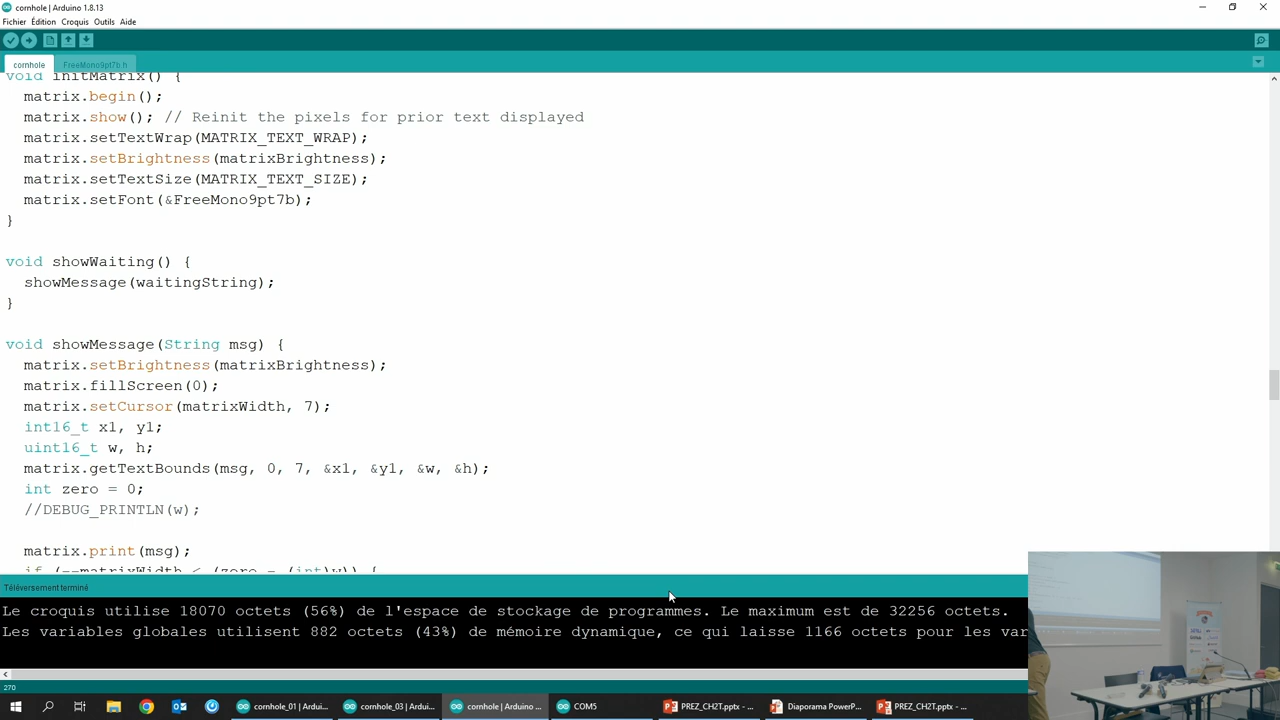 cornhole | Arduino 1.8.13
Fichier Édition Croquis Outils Aide
cornhole FreeMono9pt7b.h
void initMatrix() {
matrix.begin();
matrix.show(); // Reinit the pixels for prior text displayed
matrix.setTextWrap(MATRIX_TEXT_WRAP);
matrix.setBrightness(matrixBrightness);
matrix.setTextSize(MATRIX_TEXT_SIZE);
matrix.setFont(&FreeMono9pt7b);
}
void showWaiting() {
showMessage(waitingString);
}
void showMessage(String msg) {
matrix.setBrightness(matrixBrightness);
matrix.fillScreen(0);
matrix.setCursor(matrixWidth, 7);
int16_t x1, y1;
uint16_t w, h;
matrix.getTextBounds(msg, 0, 7, &x1, &y1, &w, &h);
int zero = 0;
//DEBUG_PRINTLN(w);
matrix.print(msg);
if (--matrixWidth < (zero - (int)w)) {
Téléversement terminé
Le croquis utilise 18070 octets (56%) de l'espace de stockage de programmes. Le maximum est de 32256 octets.
Les variables globales utilisent 882 octets (43%) de mémoire dynamique, ce qui laisse 1166 octets pour les var
270
cornhole_01 | Ardui... cornhole_03 | Ardui... cornhole | Arduino ... COM5 PREZ_CH2T.pptx - ... Diaporama PowerP... PREZ_CH2T.pptx - ...